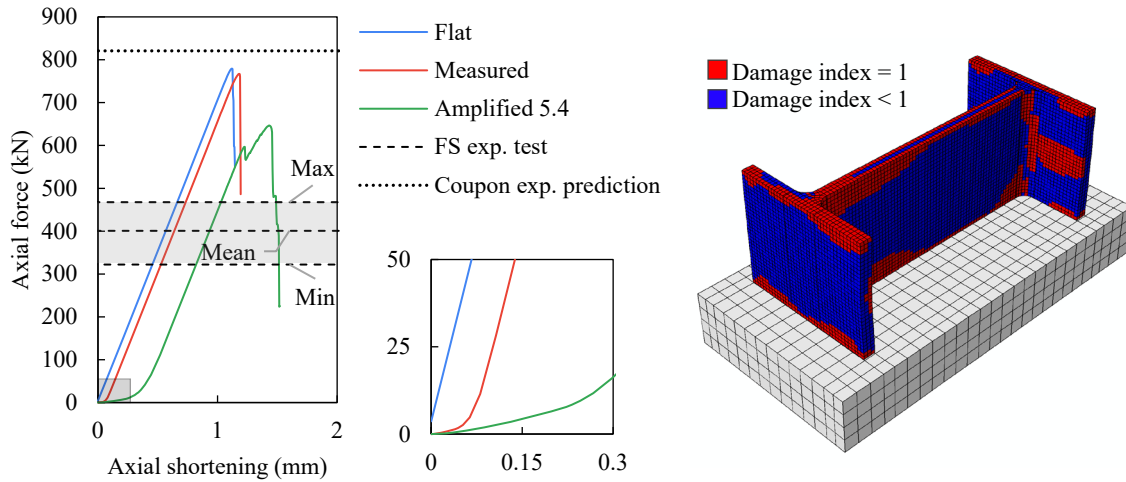 900
800
700
600
500
400
300
200
100
0
Axial force (kN)
0
1
2
Axial shortening (mm)
Max
Mean
Min
Flat
Measured
Amplified 5.4
FS exp. test
Coupon exp. prediction
50
25
0
0
0.15
0.3
Damage index = 1
Damage index < 1